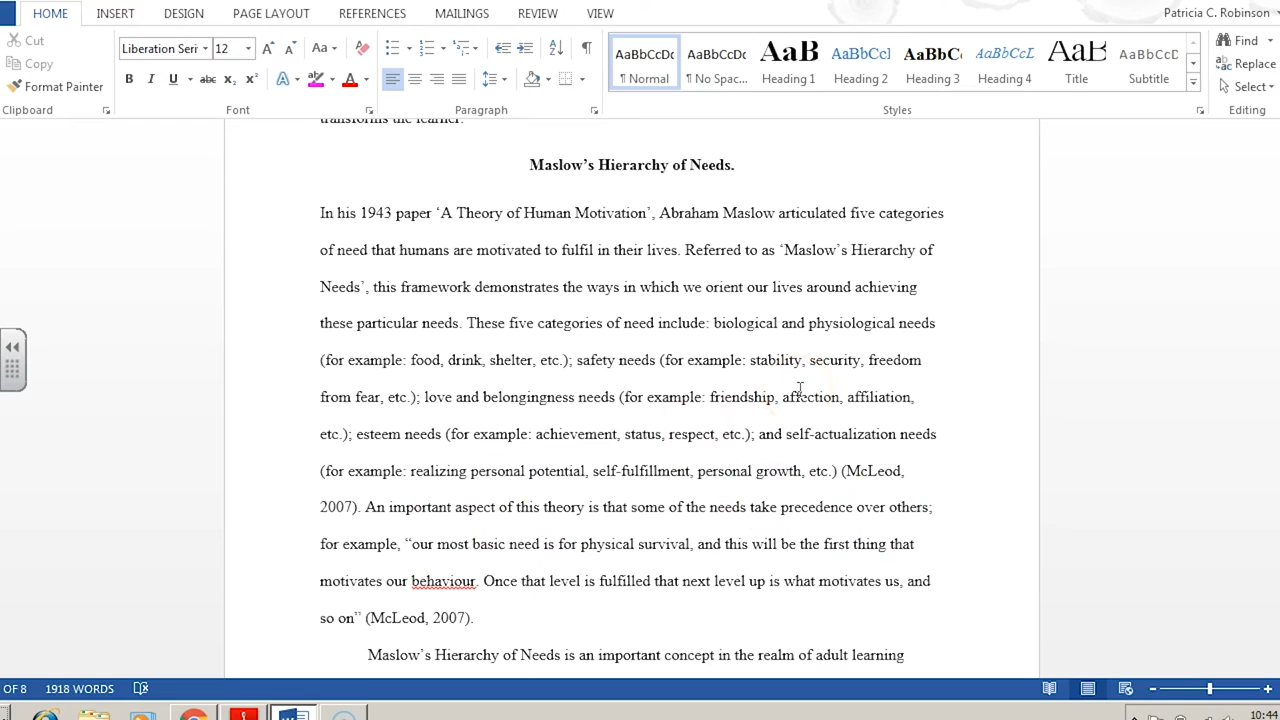 HOME INSERT DESIGN PAGE LAYOUT REFERENCES MAILINGS REVIEW VIEW Patricia C. Robinson
Cut
Copy
Format Painter
Clipboard
Liberation Seri 12
Font
Paragraph
AaBbCcDc AaBbCcDc AaB AaBbCcl AaBbC AaBbCcL AaB AaBbCcD
¶ Normal ¶ No Spac... Heading 1 Heading 2 Heading 3 Heading 4 Title Subtitle
Styles
Find
Replace
Select
Editing
transforms the learner.
Maslow’s Hierarchy of Needs.
In his 1943 paper ‘A Theory of Human Motivation’, Abraham Maslow articulated five categories
of need that humans are motivated to fulfil in their lives. Referred to as ‘Maslow’s Hierarchy of
Needs’, this framework demonstrates the ways in which we orient our lives around achieving
these particular needs. These five categories of need include: biological and physiological needs
(for example: food, drink, shelter, etc.); safety needs (for example: stability, security, freedom
from fear, etc.); love and belongingness needs (for example: friendship, affection, affiliation,
etc.); esteem needs (for example: achievement, status, respect, etc.); and self-actualization needs
(for example: realizing personal potential, self-fulfillment, personal growth, etc.) (McLeod,
2007). An important aspect of this theory is that some of the needs take precedence over others;
for example, “our most basic need is for physical survival, and this will be the first thing that
motivates our behaviour. Once that level is fulfilled that next level up is what motivates us, and
so on” (McLeod, 2007).
Maslow’s Hierarchy of Needs is an important concept in the realm of adult learning
OF 8 1918 WORDS
10:44